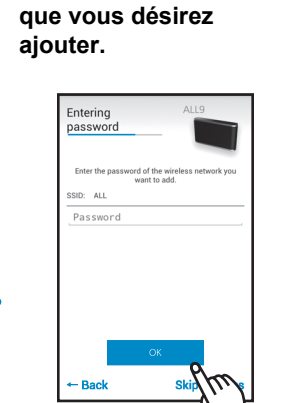 que vous désirez
ajouter.
Entering
password
ALL9
Enter the password of the wireless network you
want to add.
SSID: ALL
Password
OK
← Back
Skip